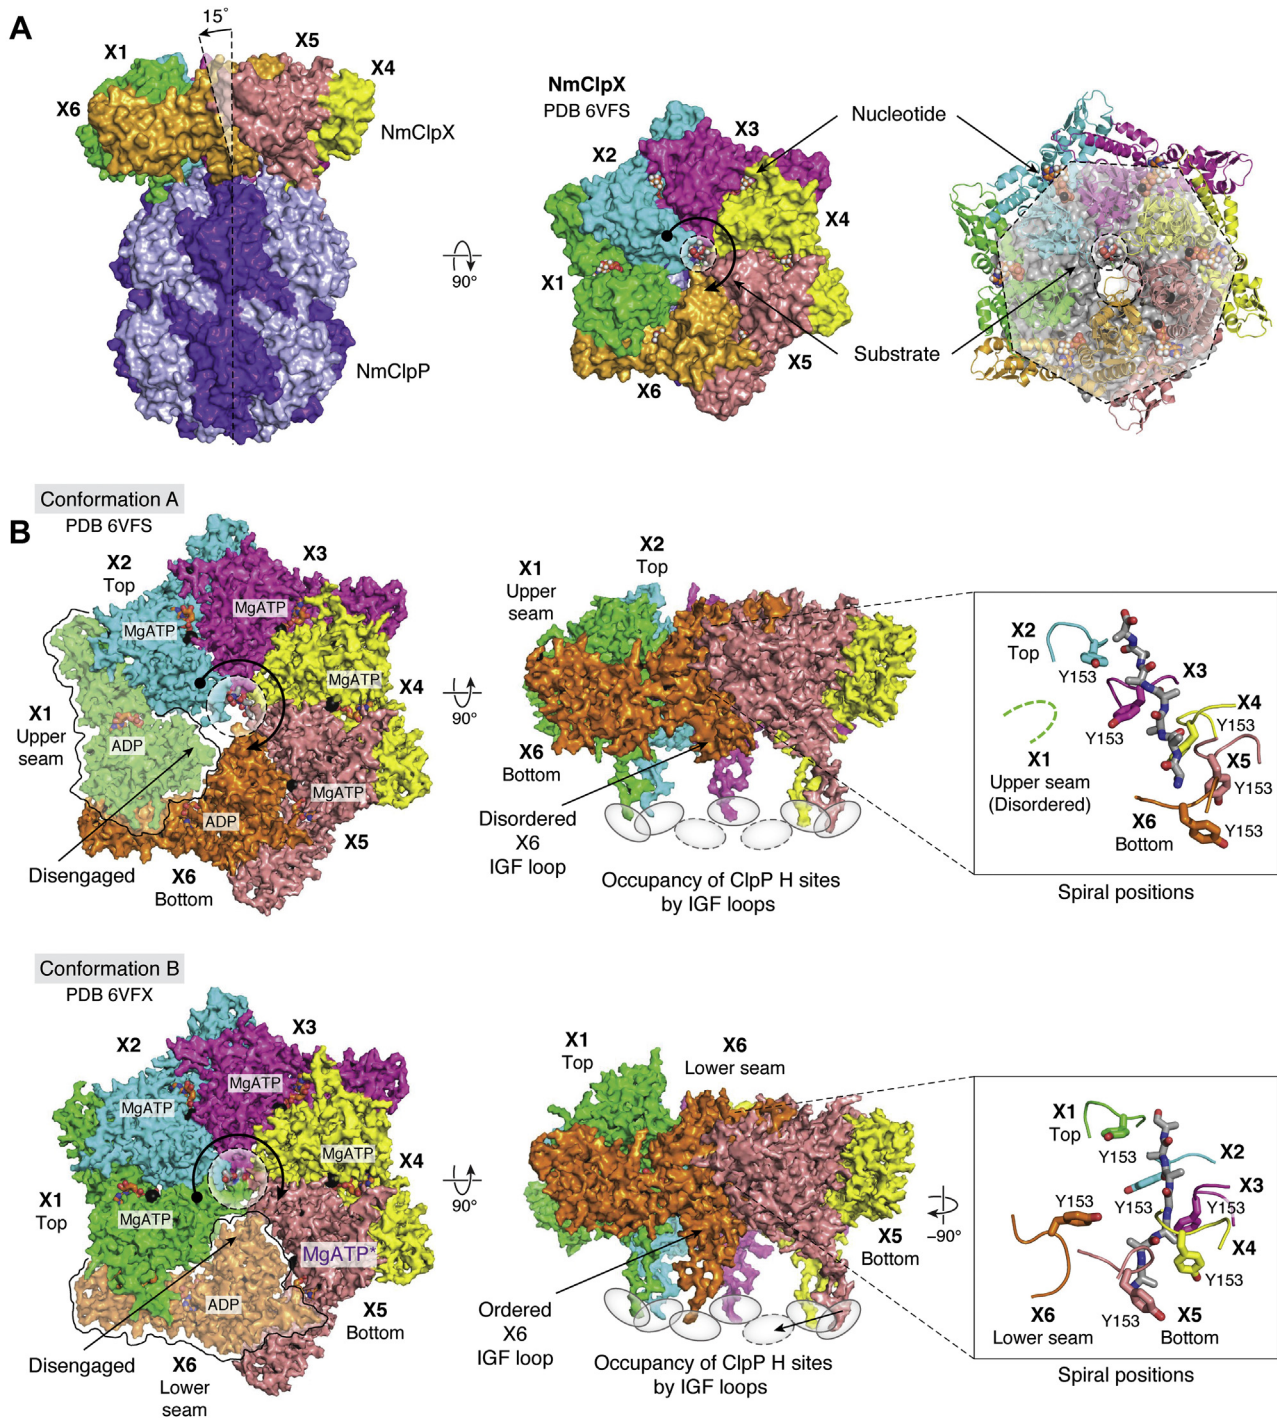 A
15°
X1
X5
X4
X6
NmClpX
NmClpP
90°
NmClpX
PDB 6VFS
X3
X2
X4
X1
X5
X6
Nucleotide
Substrate
B
Conformation A
PDB 6VFS
X2
Top
X3
MgATP
MgATP
MgATP
X4
X1
Upper
seam
ADP
MgATP
ADP
X5
Disengaged
X6
Bottom
90°
X1
Upper
seam
X2
Top
X6
Bottom
Disordered
X6
IGF loop
Occupancy of ClpP H sites
by IGF loops
X2
Top
Y153
X3
Y153
X4
X1
Upper seam
(Disordered)
X5
Y153
X6
Bottom
Y153
Spiral positions
Conformation B
PDB 6VFX
X2
X3
MgATP
MgATP
MgATP
X4
X1
Top
MgATP
MgATP*
ADP
X5
Bottom
Disengaged
X6
Lower
seam
90°
X1
Top
X6
Lower seam
X5
Bottom
Ordered
X6
IGF loop
Occupancy of ClpP H sites
by IGF loops
−90°
X1
Top
Y153
X2
X3
Y153
Y153
Y153
X4
Y153
X6
Lower seam
Y153
X5
Bottom
Spiral positions